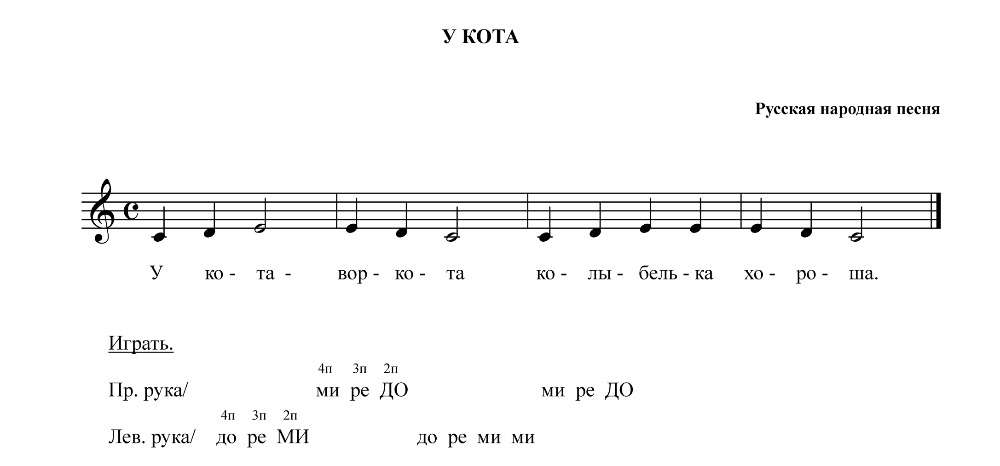 У КОТА
Русская народная песня
У ко - та - вор - ко - та ко - лы - бель - ка хо - ро - ша.
Играть.
4п 3п 2п
Пр. рука/ ми ре ДО ми ре ДО
4п 3п 2п
Лев. рука/ до ре МИ до ре ми ми